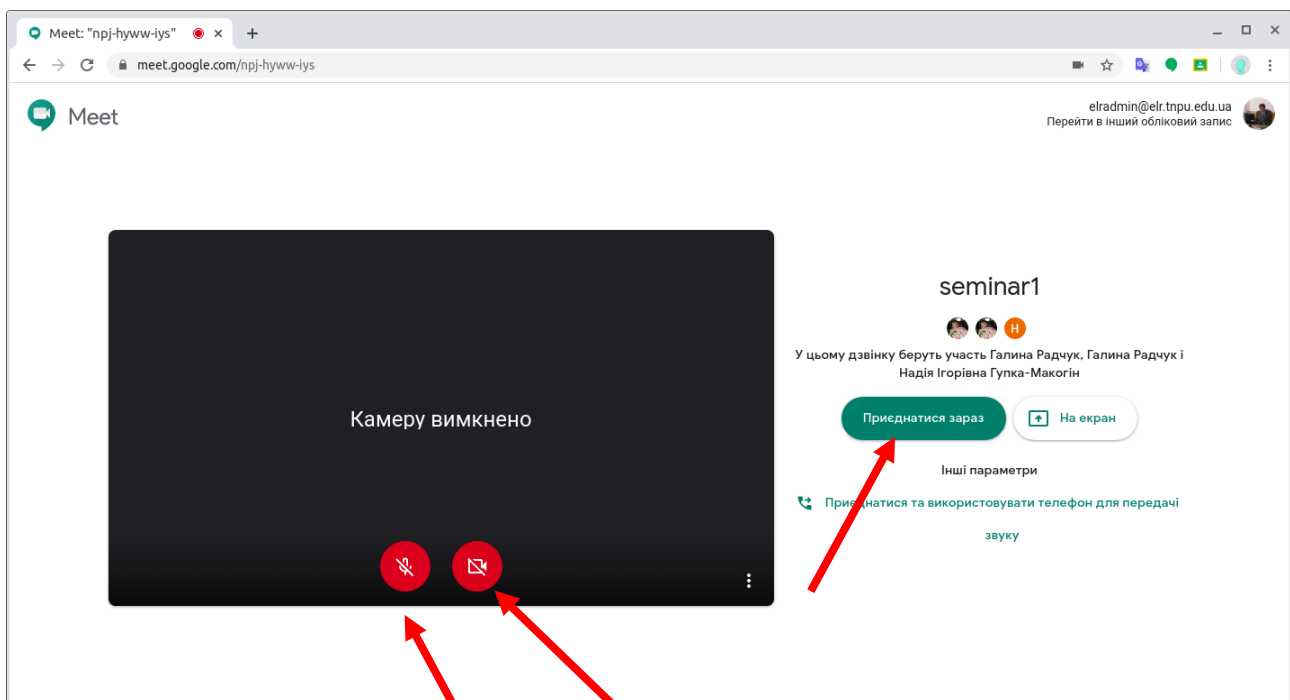 Meet: "npj-hyww-iys"
meet.google.com/npj-hyww-iys
Meet
elradmin@elr.tnpu.edu.ua
Перейти в інший обліковий запис
Камеру вимкнено
seminar1
Н
У цьому дзвінку беруть участь Галина Радчук, Галина Радчук і
Надія Ігорівна Гупка-Макогін
Приєднатися зараз
На екран
Інші параметри
Приєднатися та використовувати телефон для передачі
звуку